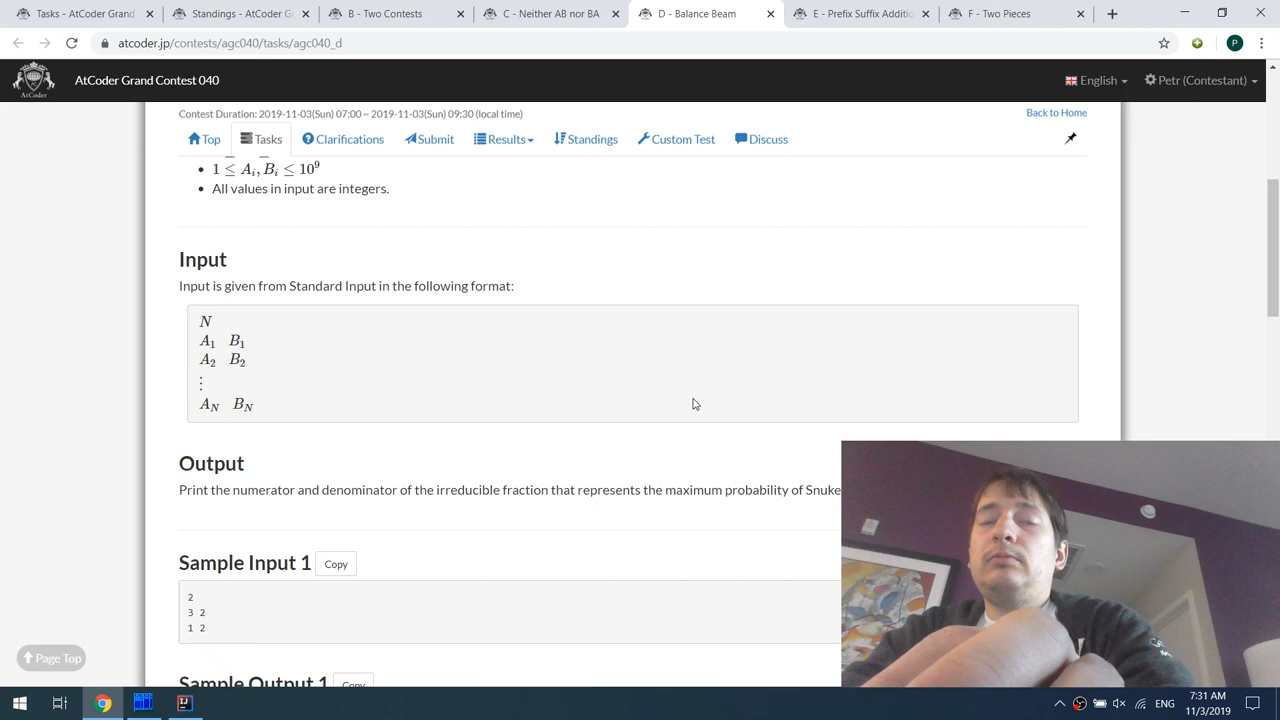 Tasks - AtCoder Grand
Standings - AtCoder G
B - Two Contests
C - Neither AB nor BA
D - Balance Beam
E - Prefix Suffix Additio
F - Two Pieces
atcoder.jp/contests/agc040/tasks/agc040_d
P
AtCoder
AtCoder Grand Contest 040
English
Petr (Contestant)
Contest Duration: 2019-11-03(Sun) 07:00 ~ 2019-11-03(Sun) 09:30 (local time)
Back to Home
Top
Tasks
Clarifications
Submit
Results
Standings
Custom Test
Discuss
• 1 ≤ A_i, B_i ≤ 10^9
• All values in input are integers.
Input
Input is given from Standard Input in the following format:
N
A_1 B_1
A_2 B_2
⋮
A_N B_N
Output
Print the numerator and denominator of the irreducible fraction that represents the maximum probability of Snuke
Sample Input 1
Copy
2
3 2
1 2
Page Top
Sample Output 1
Copy
ENG
7:31 AM
11/3/2019